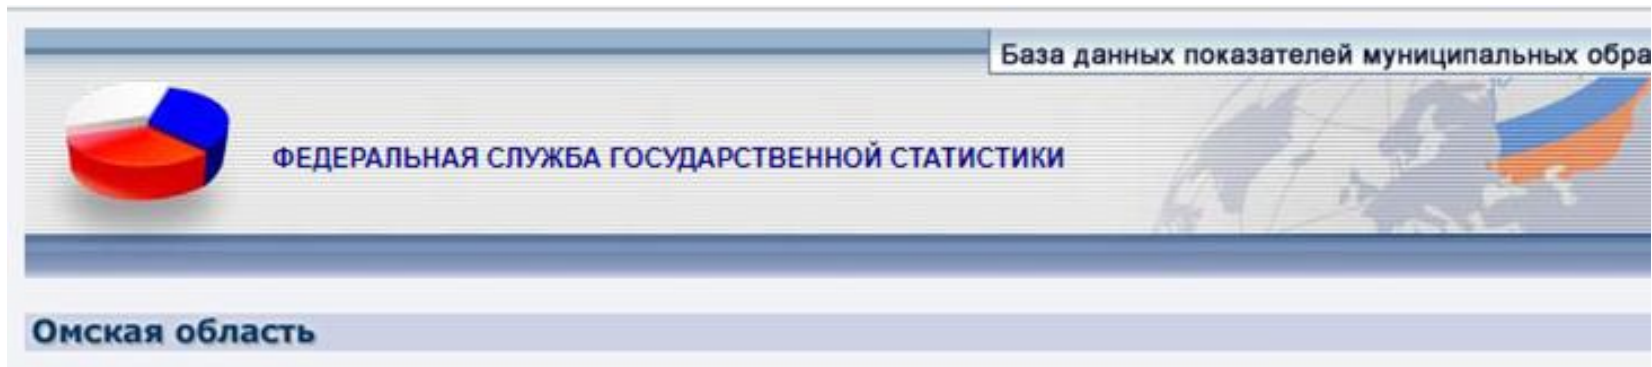 База данных показателей муниципальных обра
ФЕДЕРАЛЬНАЯ СЛУЖБА ГОСУДАРСТВЕННОЙ СТАТИСТИКИ
Омская область